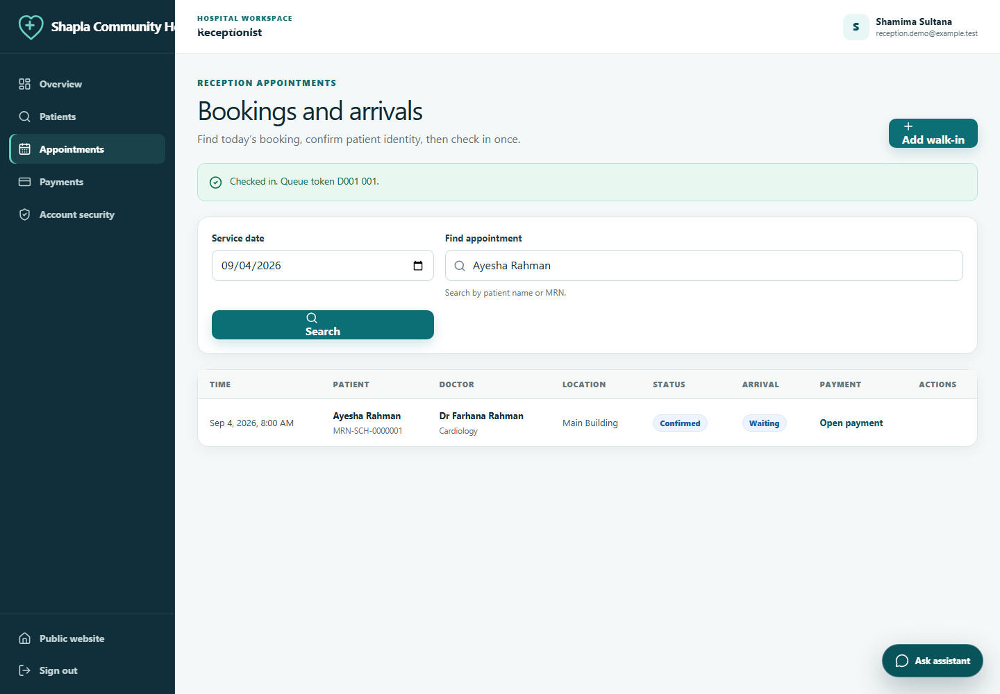 Shapla Community H
HOSPITAL WORKSPACE
Receptionist
S
Shamima Sultana
reception.demo@example.test
Overview
Patients
Appointments
Payments
Account security
Public website
Sign out
RECEPTION APPOINTMENTS
Bookings and arrivals
Find today's booking, confirm patient identity, then check in once.
Add walk-in
Checked in. Queue token D001 001.
Service date
09/04/2026
Find appointment
Ayesha Rahman
Search by patient name or MRN.
Search
TIME PATIENT DOCTOR LOCATION STATUS ARRIVAL PAYMENT ACTIONS
Sep 4, 2026, 8:00 AM Ayesha Rahman Dr Farhana Rahman Main Building Confirmed Waiting Open payment
MRN-SCH-0000001 Cardiology
Ask assistant